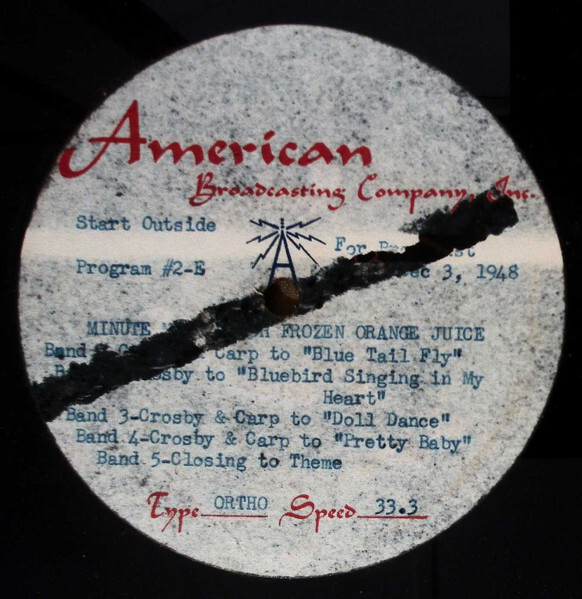 American
Broadcasting Company, Inc.
Start Outside
For
Program #2-E
Dec 3, 1948
MINUTE FROZEN ORANGE JUICE
Band Carp to "Blue Tail Fly"
to "Bluebird Singing in My
Heart"
Band 3-Crosby & Carp to "Doll Dance"
Band 4-Crosby & Carp to "Pretty Baby"
Band 5-Closing to Theme
Type ORTHO Speed 33.3